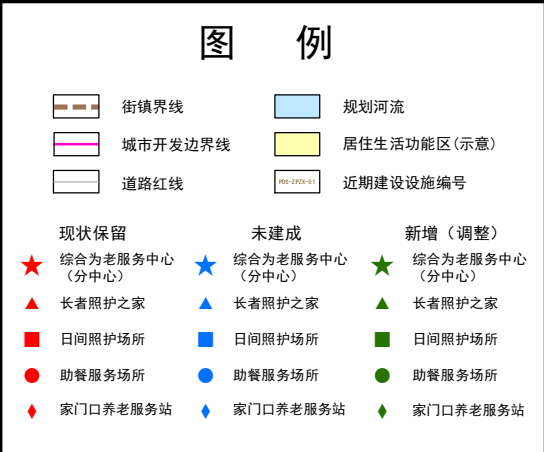 图 例
街镇界线 规划河流
城市开发边界线 居住生活功能区(示意)
道路红线 PDS-ZPZX-01 近期建设设施编号
现状保留 未建成 新增（调整）
综合为老服务中心 综合为老服务中心 综合为老服务中心
（分中心） （分中心） （分中心）
长者照护之家 长者照护之家 长者照护之家
日间照护场所 日间照护场所 日间照护场所
助餐服务场所 助餐服务场所 助餐服务场所
家门口养老服务站 家门口养老服务站 家门口养老服务站